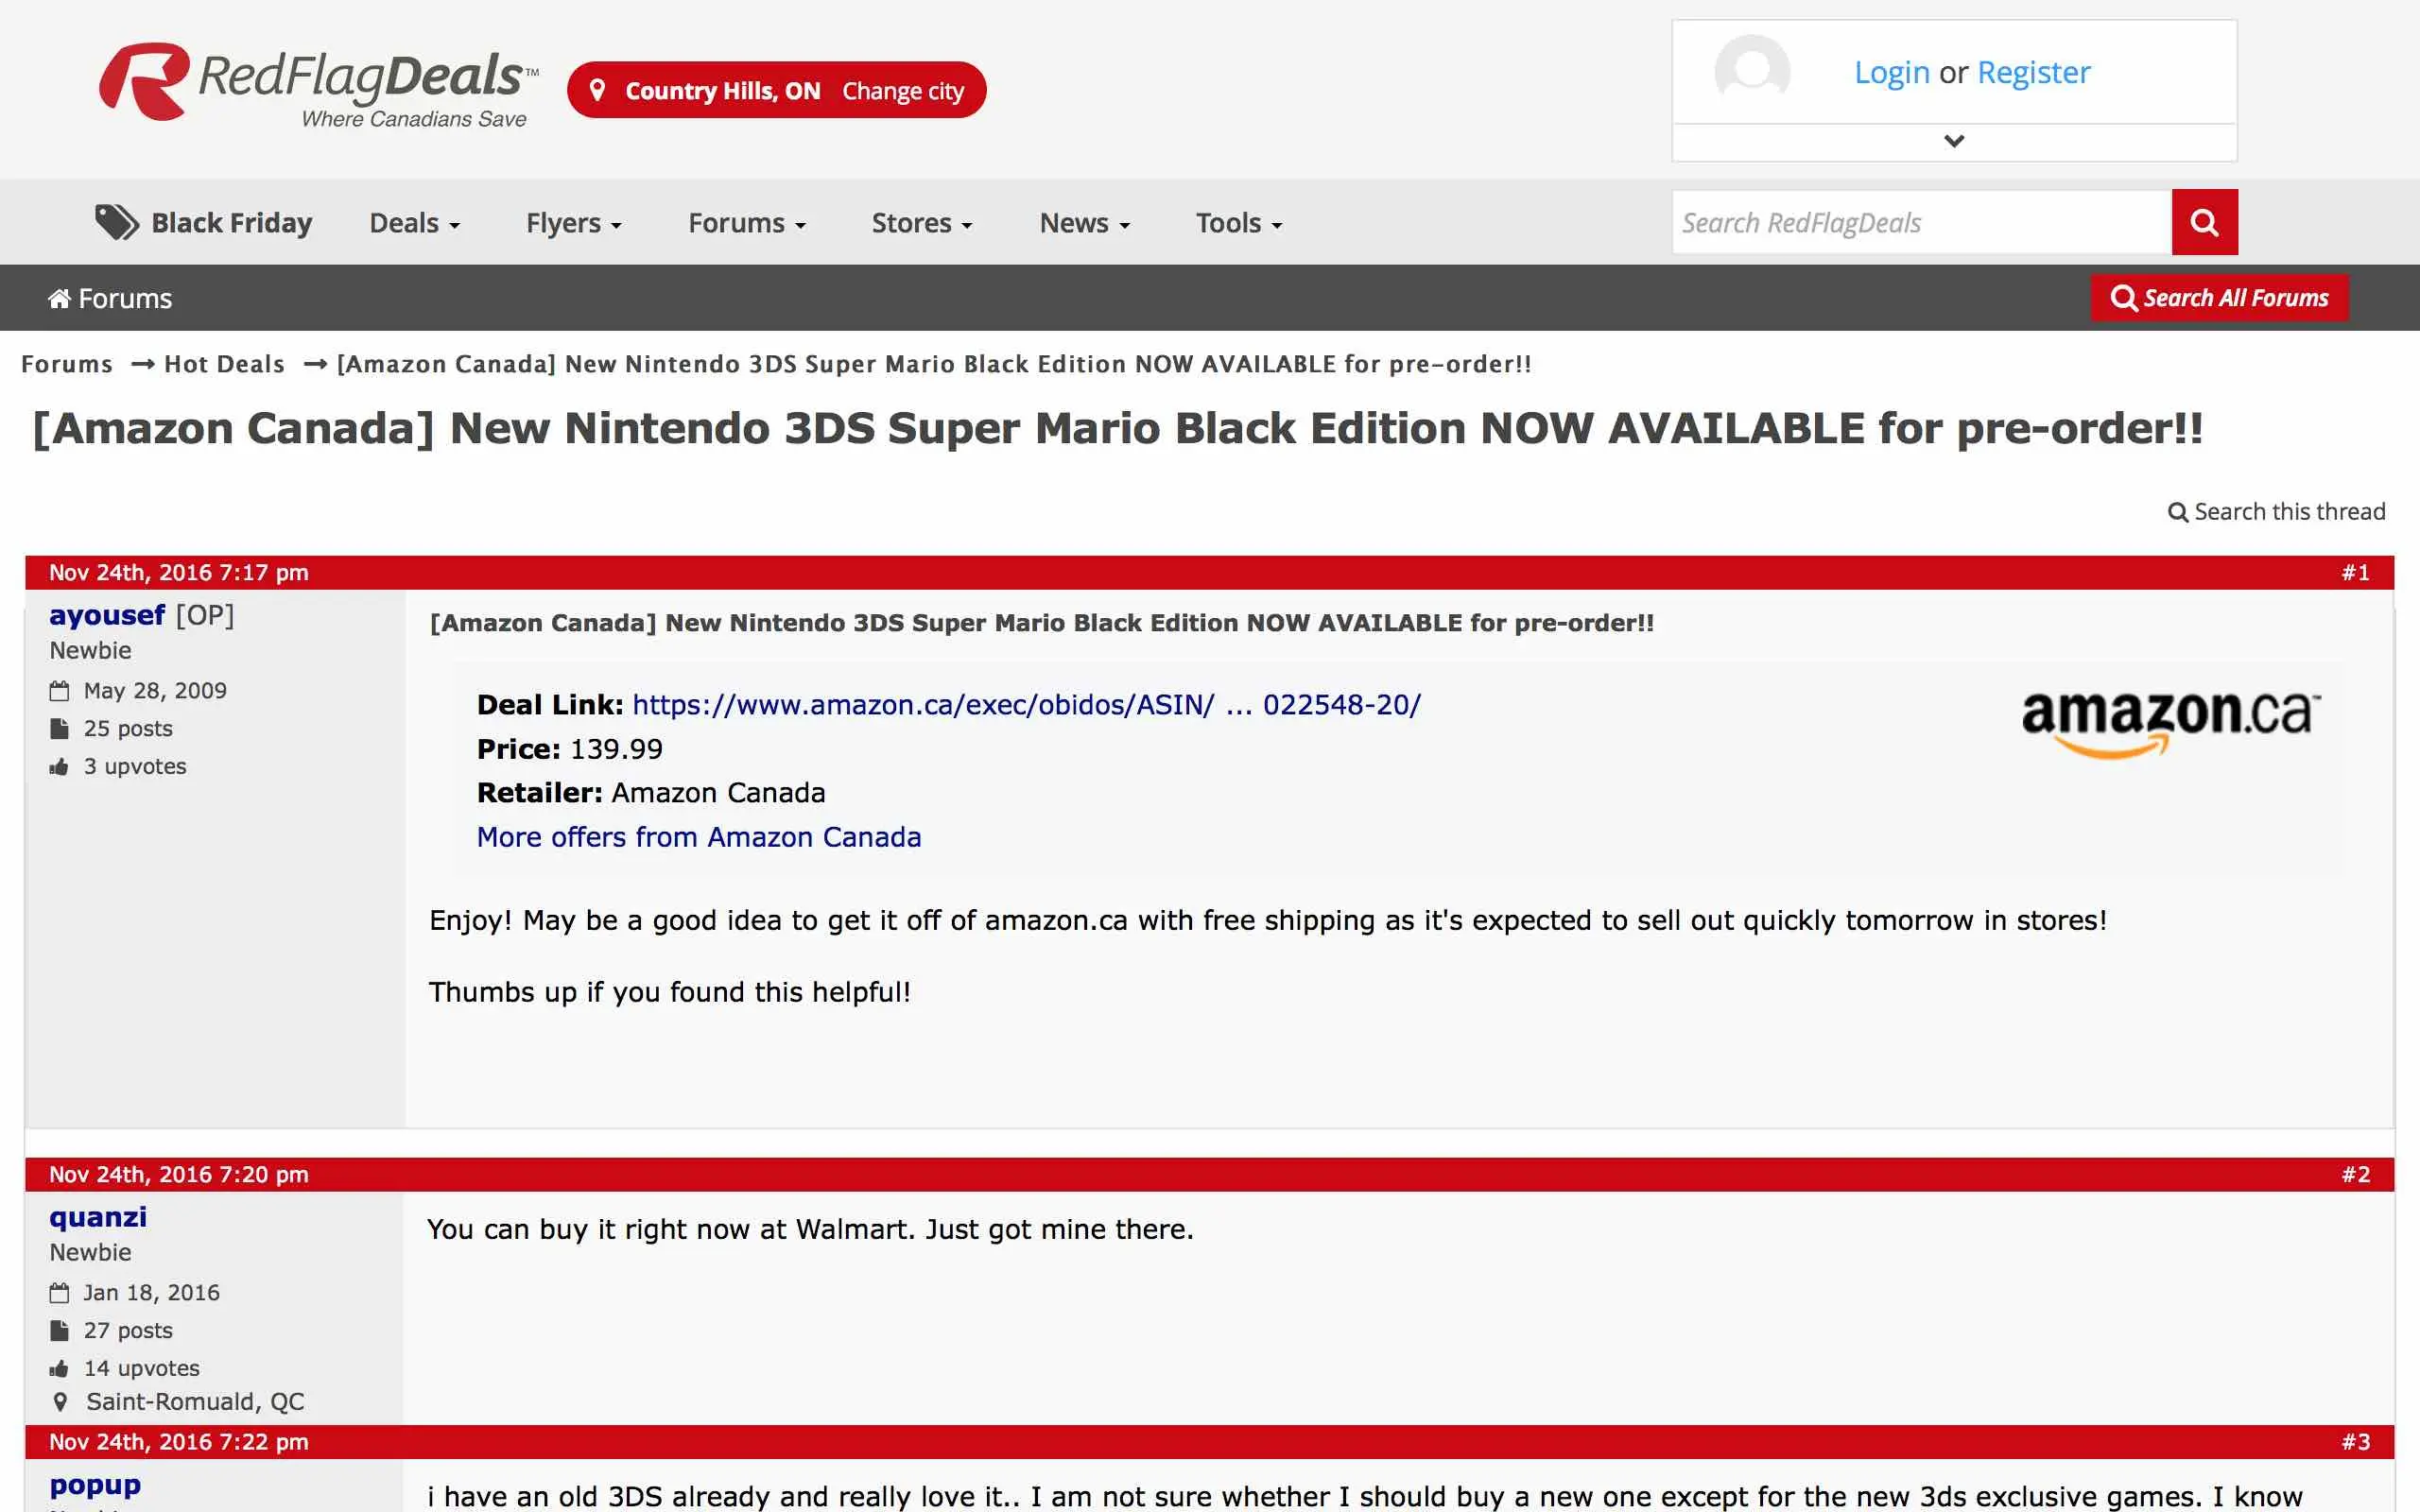 RedFlagDeals™
Where Canadians Save
Country Hills, ON Change city
Login or Register
Black Friday Deals Flyers Forums Stores News Tools
Search RedFlagDeals
Forums
Search All Forums
Forums → Hot Deals → [Amazon Canada] New Nintendo 3DS Super Mario Black Edition NOW AVAILABLE for pre-order!!
[Amazon Canada] New Nintendo 3DS Super Mario Black Edition NOW AVAILABLE for pre-order!!
Search this thread
Nov 24th, 2016 7:17 pm #1
ayousef [OP]
Newbie
May 28, 2009
25 posts
3 upvotes
[Amazon Canada] New Nintendo 3DS Super Mario Black Edition NOW AVAILABLE for pre-order!!
Deal Link: https://www.amazon.ca/exec/obidos/ASIN/ ... 022548-20/
Price: 139.99
Retailer: Amazon Canada
More offers from Amazon Canada
amazon.ca™
Enjoy! May be a good idea to get it off of amazon.ca with free shipping as it's expected to sell out quickly tomorrow in stores!
Thumbs up if you found this helpful!
Nov 24th, 2016 7:20 pm #2
quanzi
Newbie
Jan 18, 2016
27 posts
14 upvotes
Saint-Romuald, QC
You can buy it right now at Walmart. Just got mine there.
Nov 24th, 2016 7:22 pm #3
popup
i have an old 3DS already and really love it.. I am not sure whether I should buy a new one except for the new 3ds exclusive games. I know